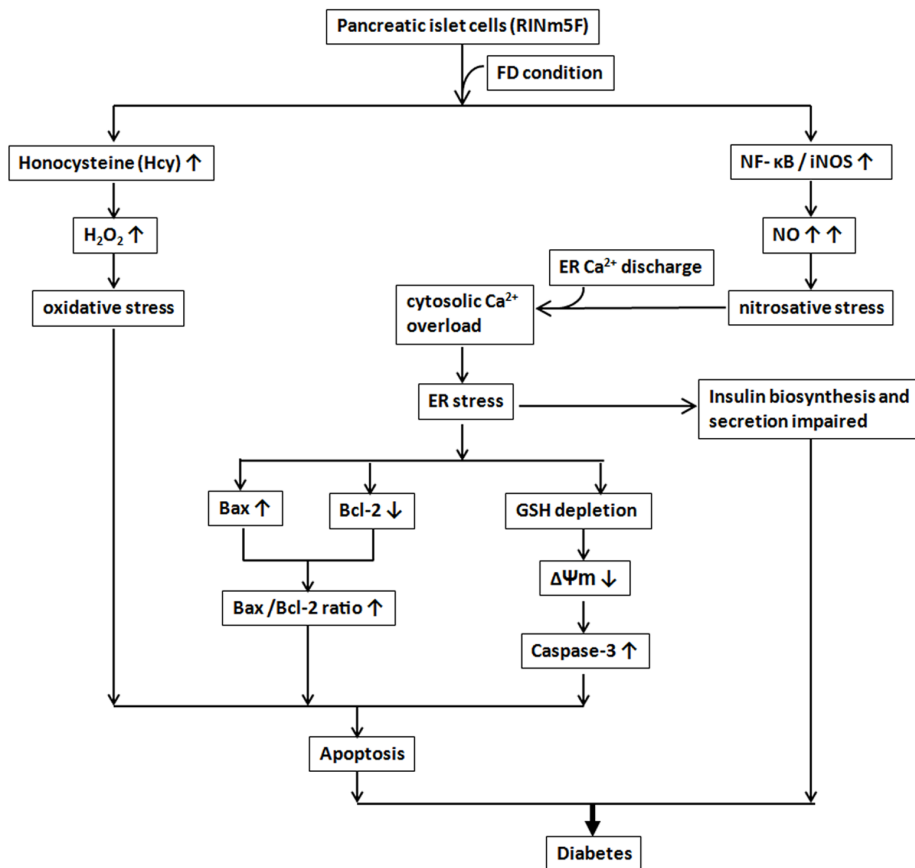 Pancreatic islet cells (RINm5F)
FD condition
Honocysteine (Hcy) ↑
NF- κB / iNOS ↑
H₂O₂ ↑
NO ↑ ↑
ER Ca²⁺ discharge
oxidative stress
cytosolic Ca²⁺
overload
nitrosative stress
ER stress
Insulin biosynthesis and
secretion impaired
Bax ↑
Bcl-2 ↓
GSH depletion
ΔΨm ↓
Bax /Bcl-2 ratio ↑
Caspase-3 ↑
Apoptosis
Diabetes